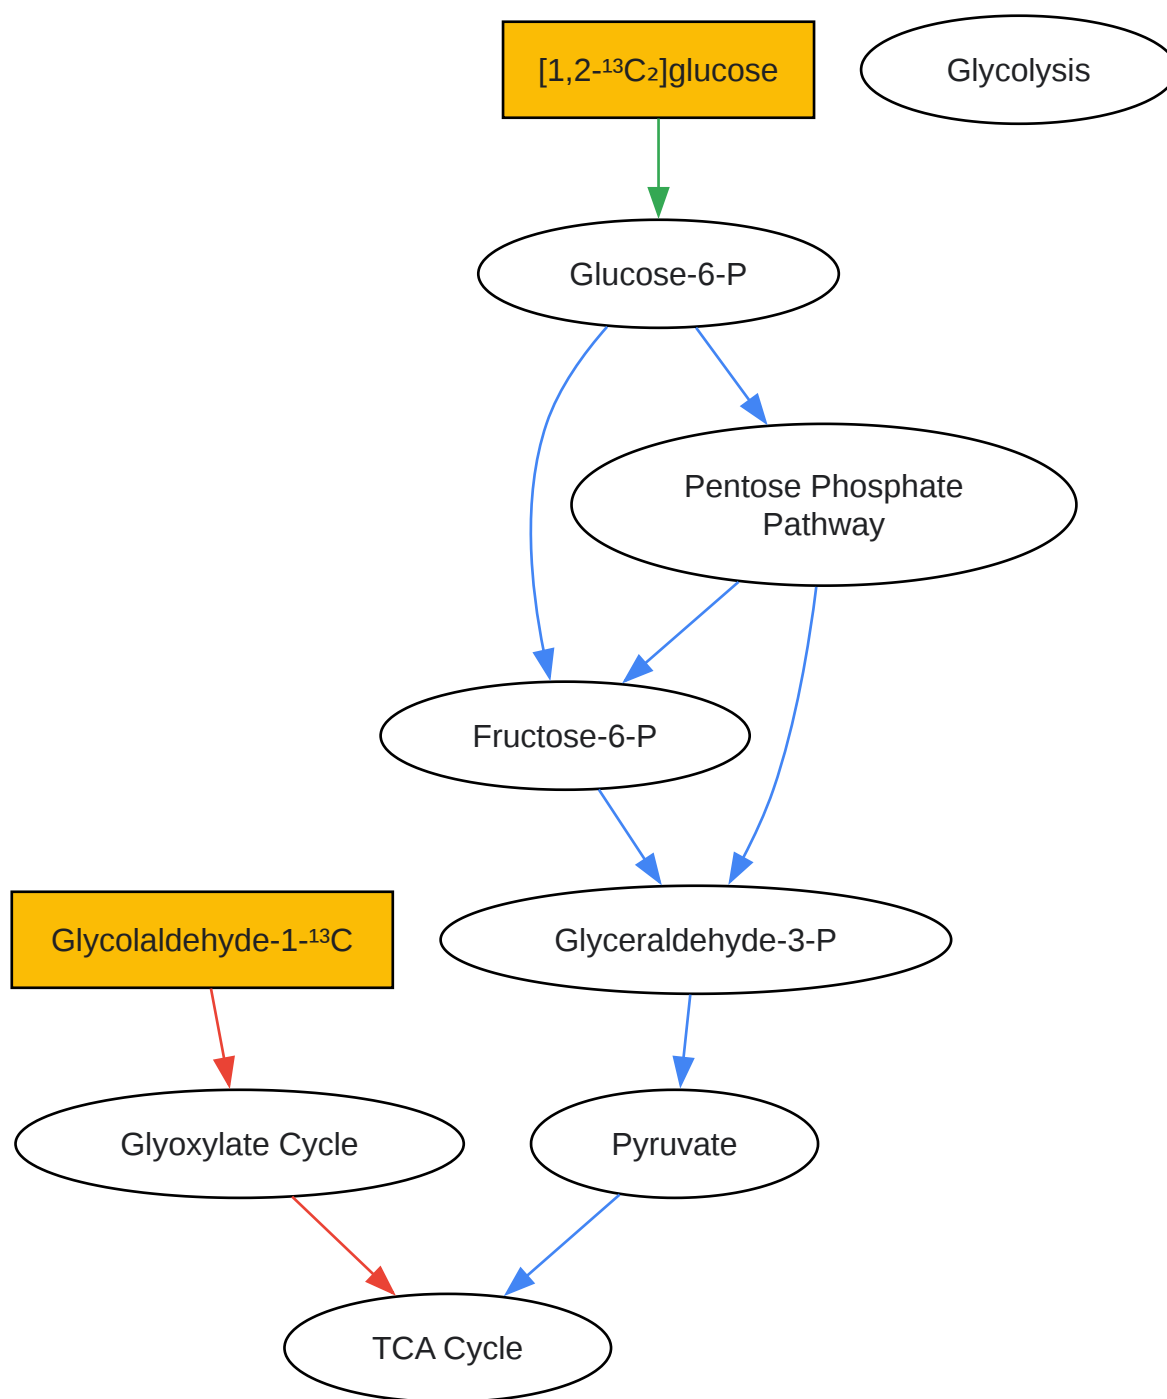 [1,2-¹³C₂]glucose
Glycolysis
Glucose-6-P
Pentose Phosphate
Pathway
Fructose-6-P
Glycolaldehyde-1-¹³C
Glyceraldehyde-3-P
Glyoxylate Cycle
Pyruvate
TCA Cycle